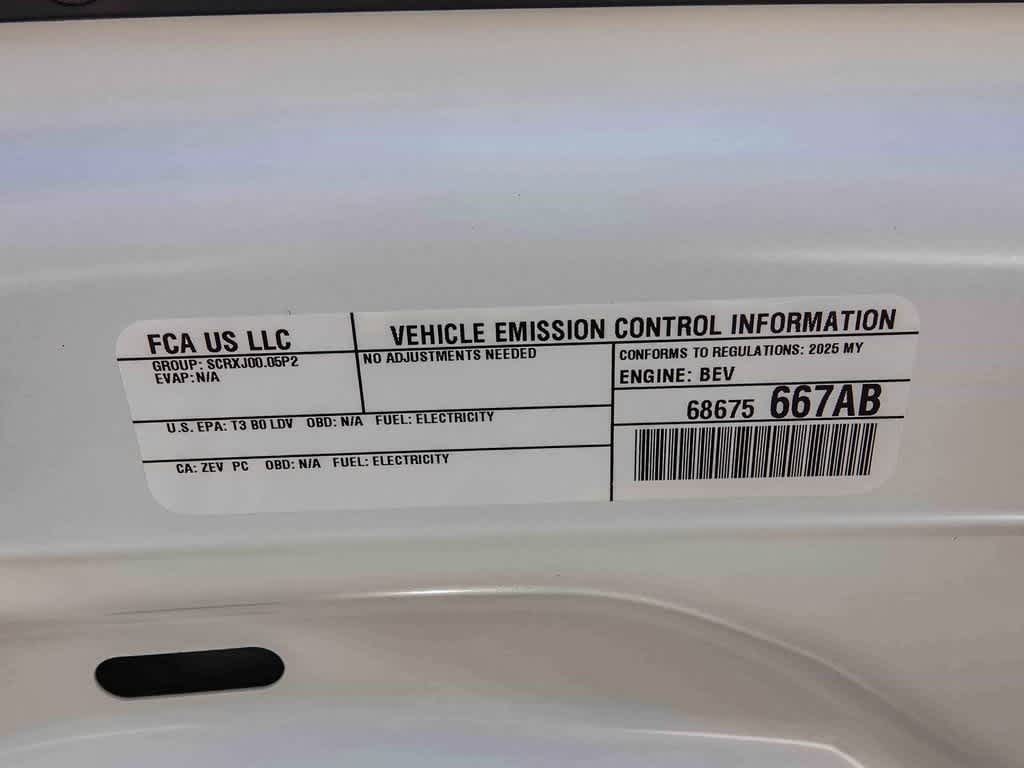 FCA US LLC
VEHICLE EMISSION CONTROL INFORMATION
GROUP: SCRXJ00.05P2
EVAP:N/A
NO ADJUSTMENTS NEEDED
CONFORMS TO REGULATIONS: 2025 MY
ENGINE: BEV
68675 667AB
U.S. EPA: T3 B0 LDV OBD: N/A FUEL: ELECTRICITY
CA: ZEV PC OBD: N/A FUEL: ELECTRICITY